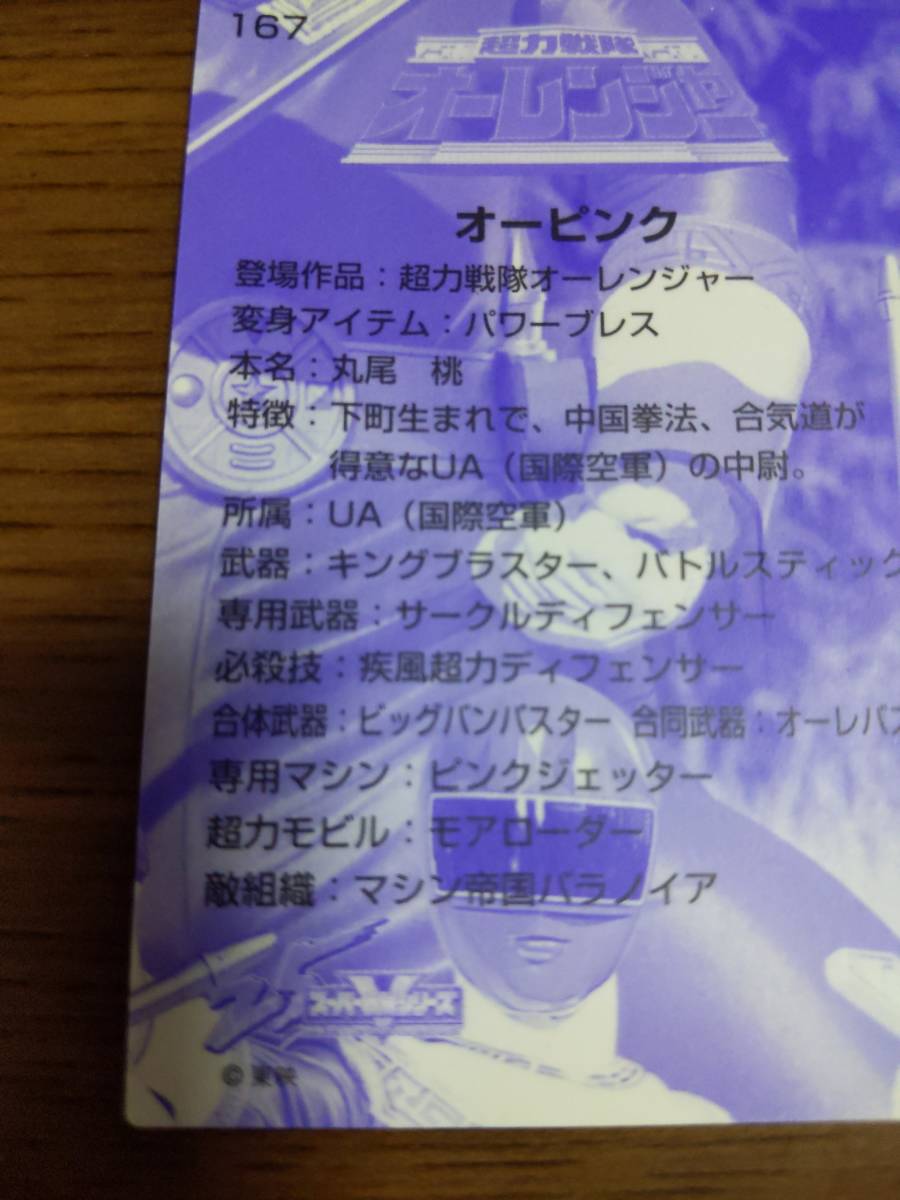 167
超力戦隊
オーレンジャー
オーピンク
登場作品：超力戦隊オーレンジャー
変身アイテム：パワーブレス
本名：丸尾　桃
特徴：下町生まれで、中国拳法、合気道が
得意なUA（国際空軍）の中尉。
所属：UA（国際空軍）
武器：キングブラスター、バトルスティック
専用武器：サークルディフェンサー
必殺技：疾風超力ディフェンサー
合体武器：ビッグバンバスター　合同武器：オーレバズ
専用マシン：ピンクジェッター
超力モビル：モアローダー
敵組織：マシン帝国バラノイア
スーパー戦隊シリーズ
©東映